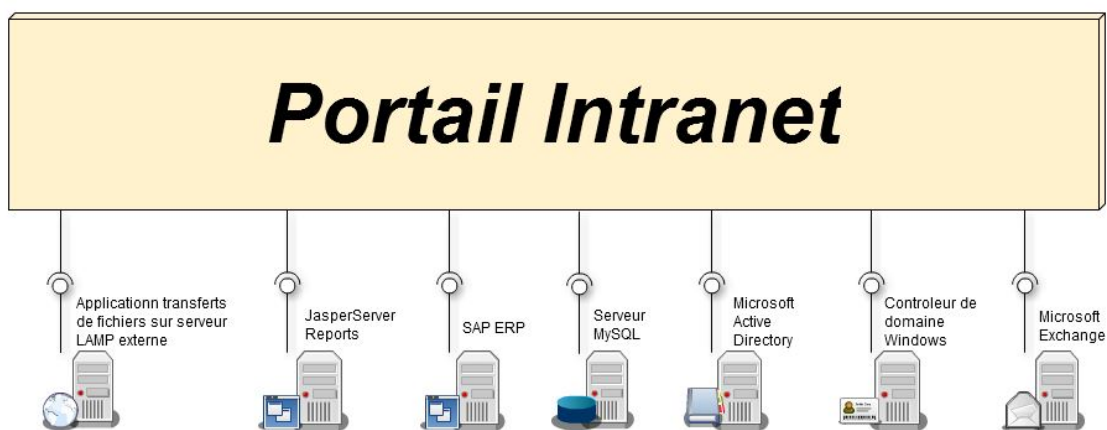 Portail Intranet
Applicationn transferts
de fichiers sur serveur
LAMP externe
JasperServer
Reports
SAP ERP
Serveur
MySQL
Microsoft
Active
Directory
Controleur de
domaine
Windows
Microsoft
Exchange